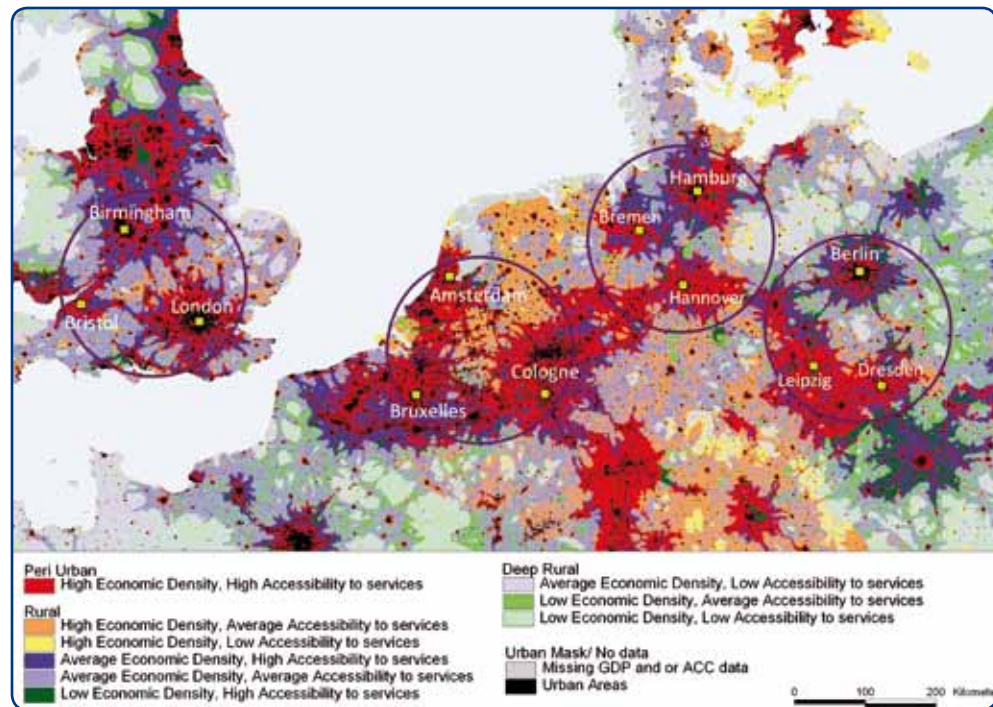 Hamburg
Birmingham
Bremen
Berlin
Amsterdam
Hannover
London
Bristol
Cologne
Leipzig
Dresden
Bruxelles
Peri Urban
High Economic Density, High Accessibility to services
Rural
High Economic Density, Average Accessibility to services
High Economic Density, Low Accessibility to services
Average Economic Density, High Accessibility to services
Average Economic Density, Average Accessibility to services
Low Economic Density, High Accessibility to services
Deep Rural
Average Economic Density, Low Accessibility to services
Low Economic Density, Average Accessibility to services
Low Economic Density, Low Accessibility to services
Urban Mask/ No data
Missing GDP and or ACC data
Urban Areas
0 100 200 Kilomete